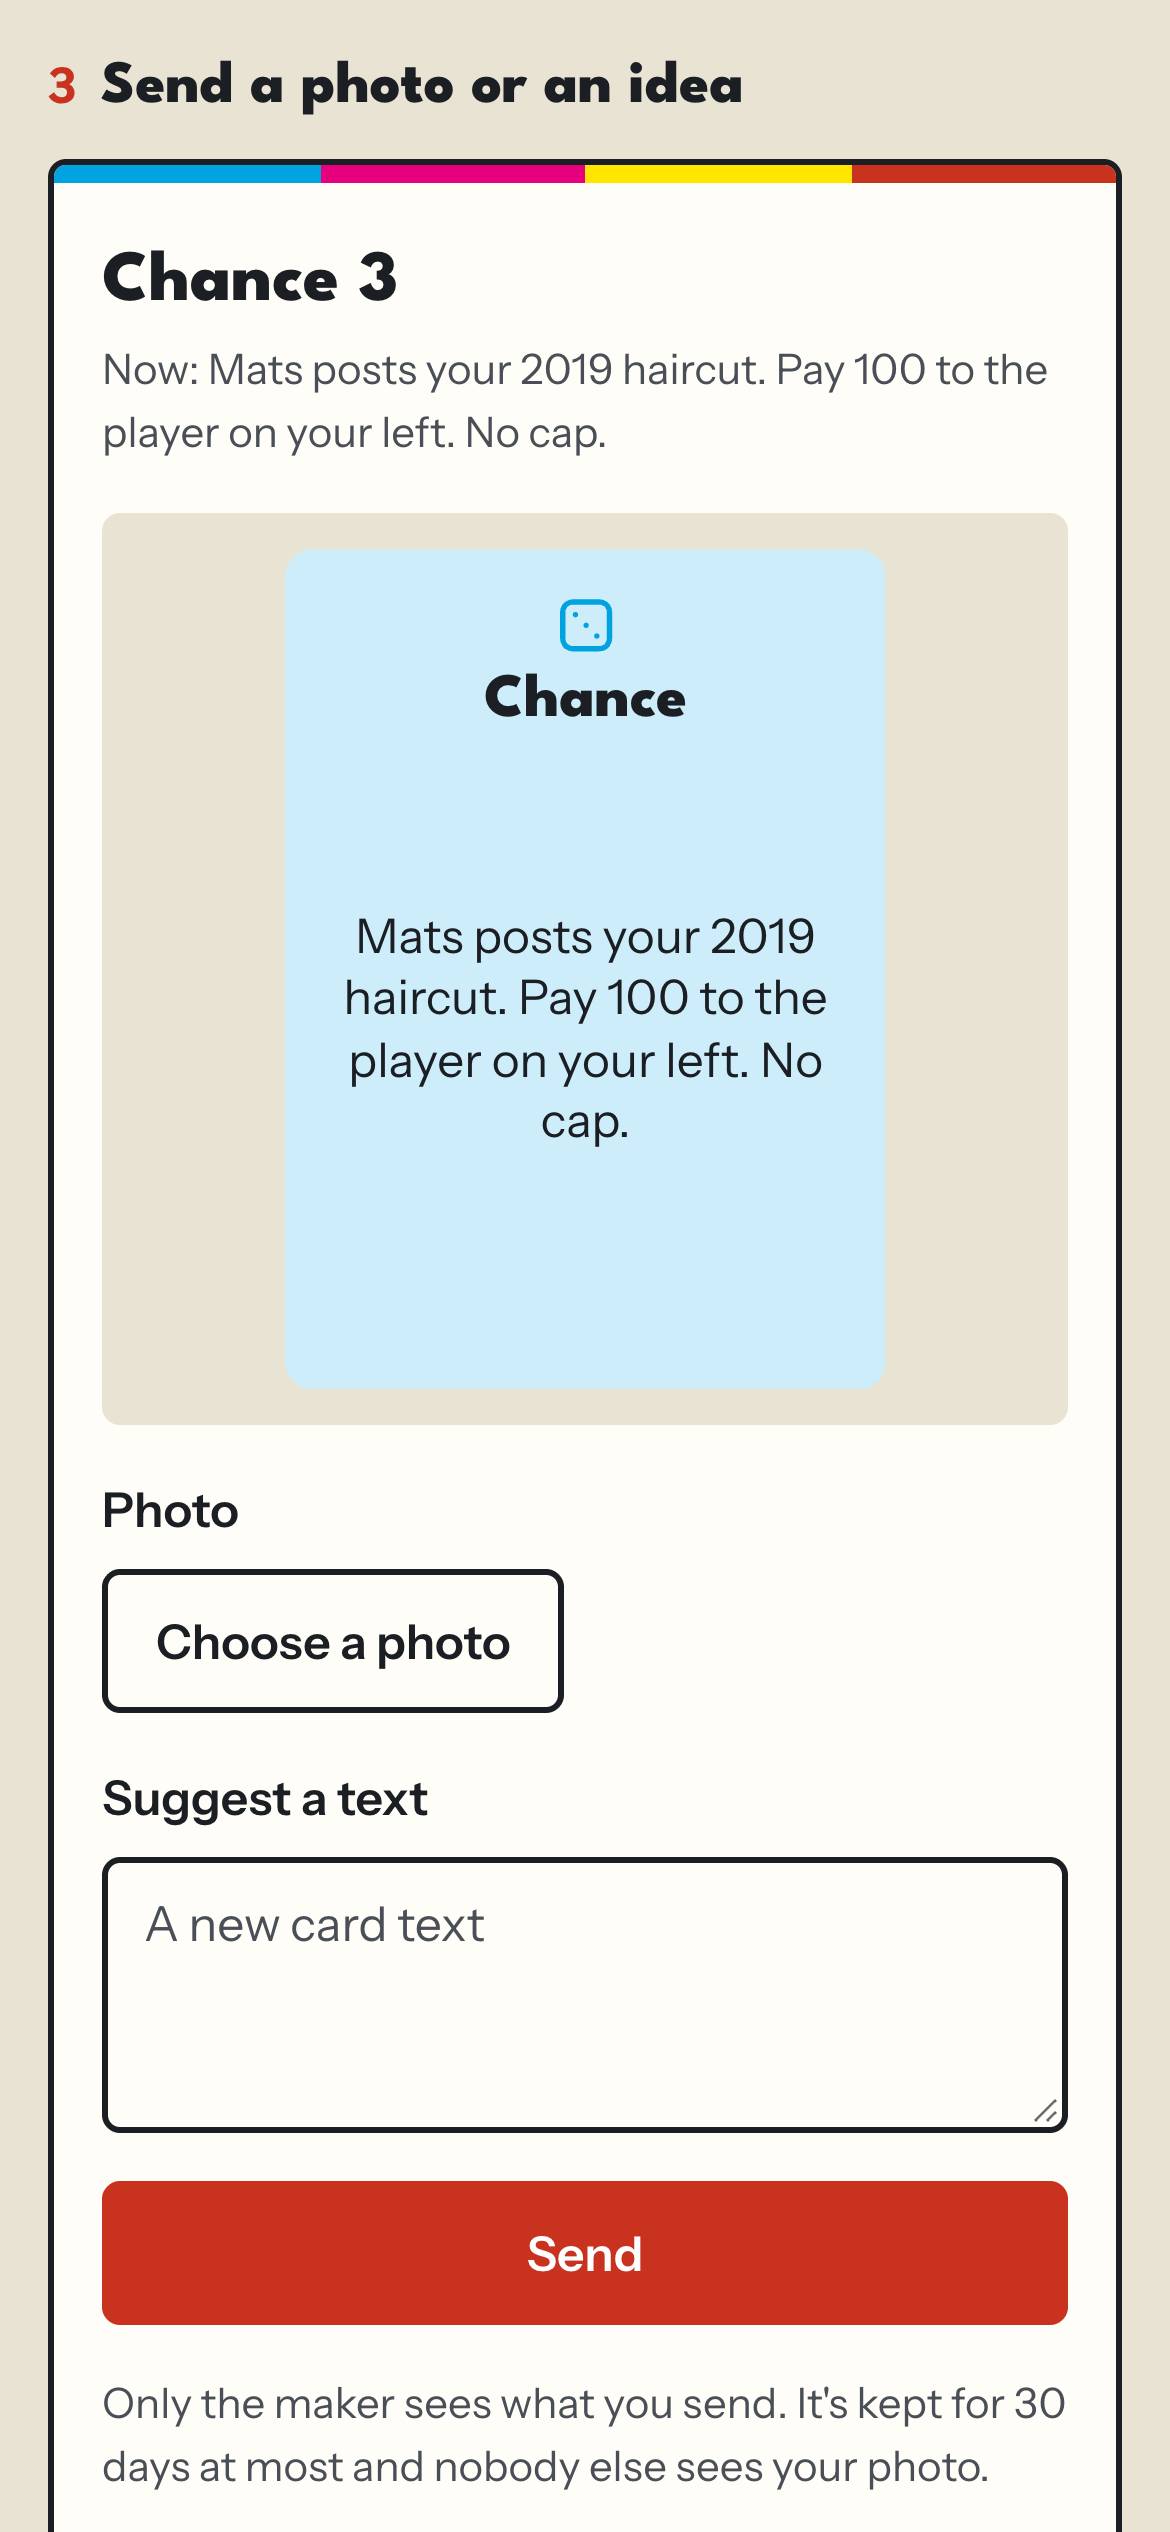 3 Send a photo or an idea
Chance 3
Now: Mats posts your 2019 haircut. Pay 100 to the
player on your left. No cap.
Chance
Mats posts your 2019
haircut. Pay 100 to the
player on your left. No
cap.
Photo
Choose a photo
Suggest a text
A new card text
Send
Only the maker sees what you send. It's kept for 30
days at most and nobody else sees your photo.